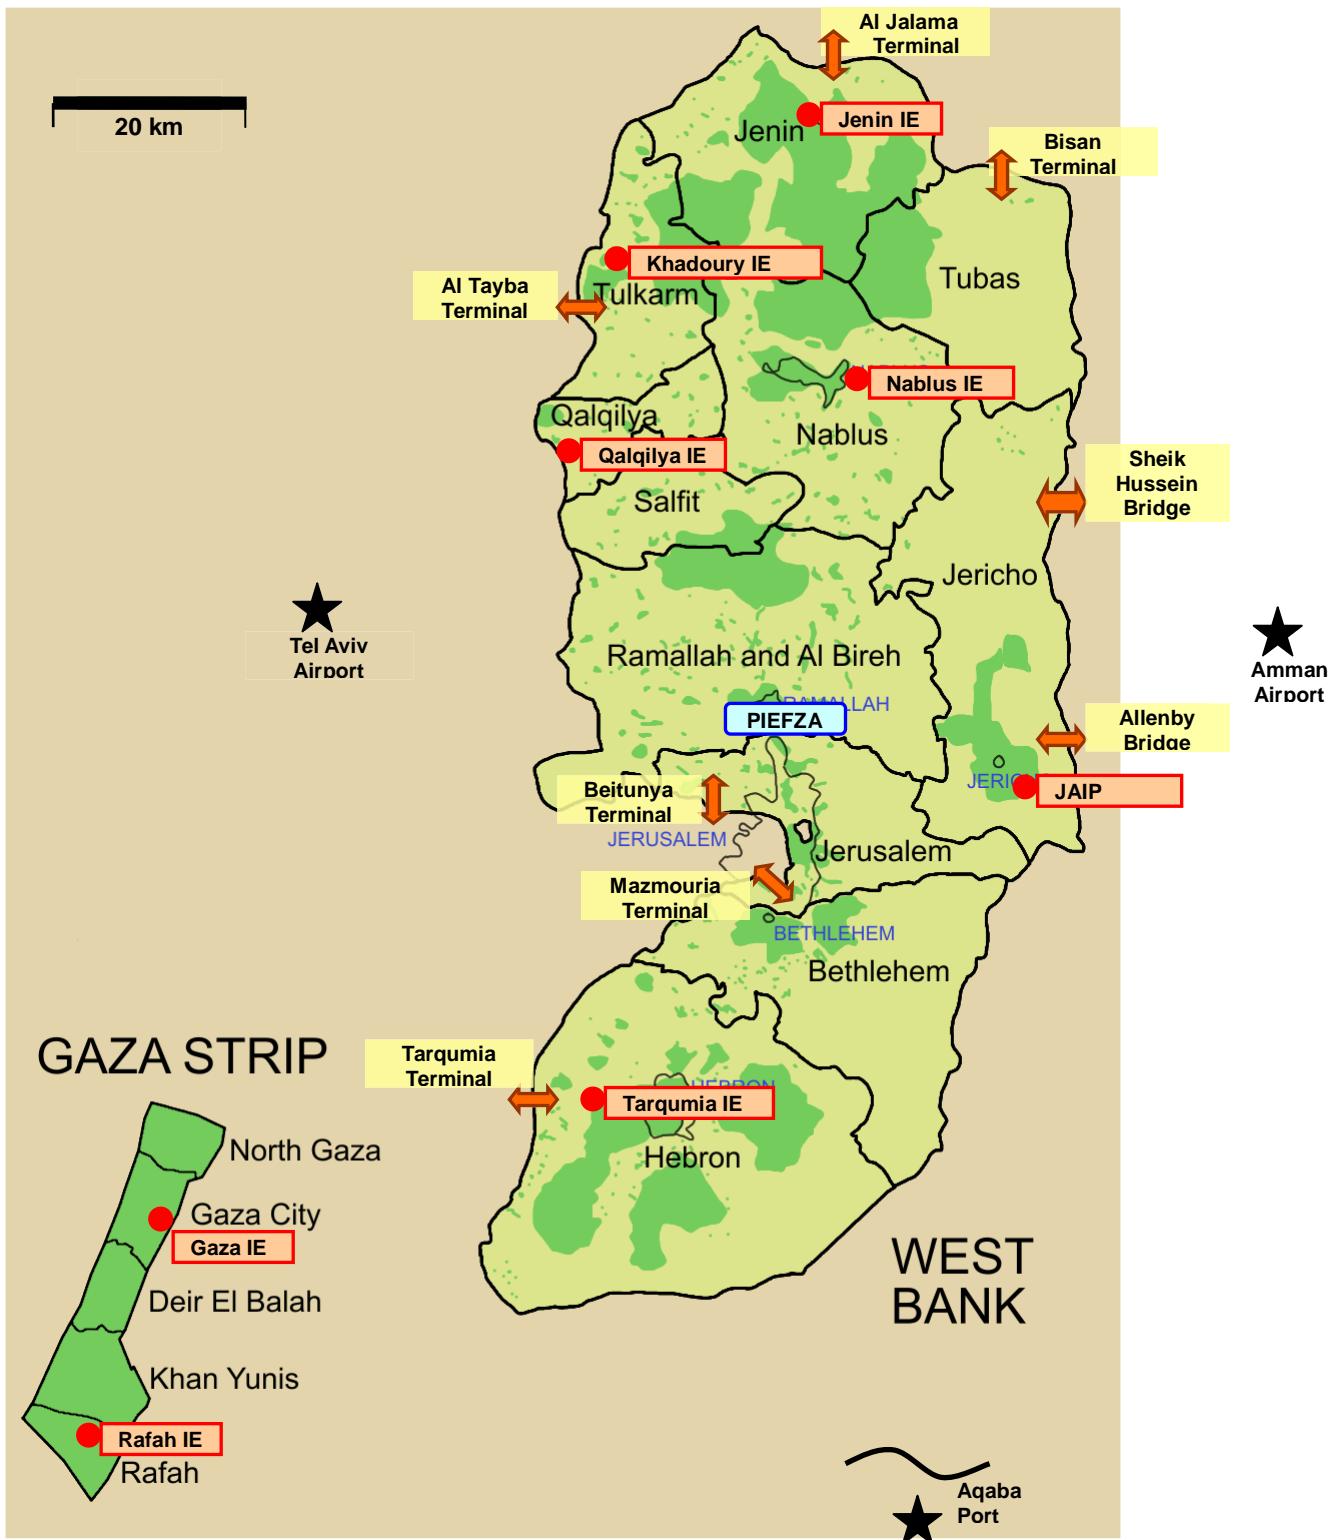 Al Jalama
Terminal
20 km
Jenin IE
Jenin
Bisan
Terminal
Khadoury IE
Tubas
Al Tayba
Terminal
Tulkarm
Nablus IE
Qalqilya
Nablus
Qalqilya IE
Sheik
Hussein
Bridge
Salfit
Jericho
Tel Aviv
Airport
Ramallah and Al Bireh
Amman
Airport
RAMALLAH
PIEFZA
Allenby
Bridge
JERIC
JAIP
Beitunya
Terminal
JERUSALEM
Jerusalem
Mazmouria
Terminal
BETHLEHEM
Bethlehem
GAZA STRIP
Tarqumia
Terminal
HEBRON
Tarqumia IE
Hebron
North Gaza
Gaza City
Gaza IE
WEST
BANK
Deir El Balah
Khan Yunis
Rafah IE
Rafah
Aqaba
Port